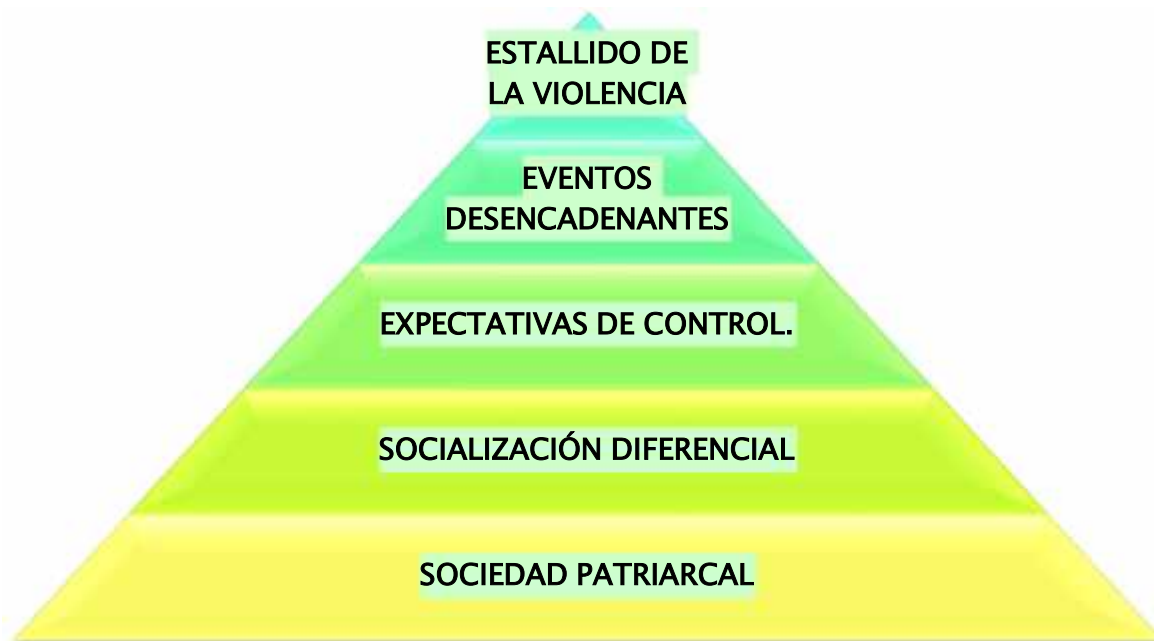 ESTALLIDO DE
LA VIOLENCIA
EVENTOS
DESENCADENANTES
EXPECTATIVAS DE CONTROL.
SOCIALIZACIÓN DIFERENCIAL
SOCIEDAD PATRIARCAL